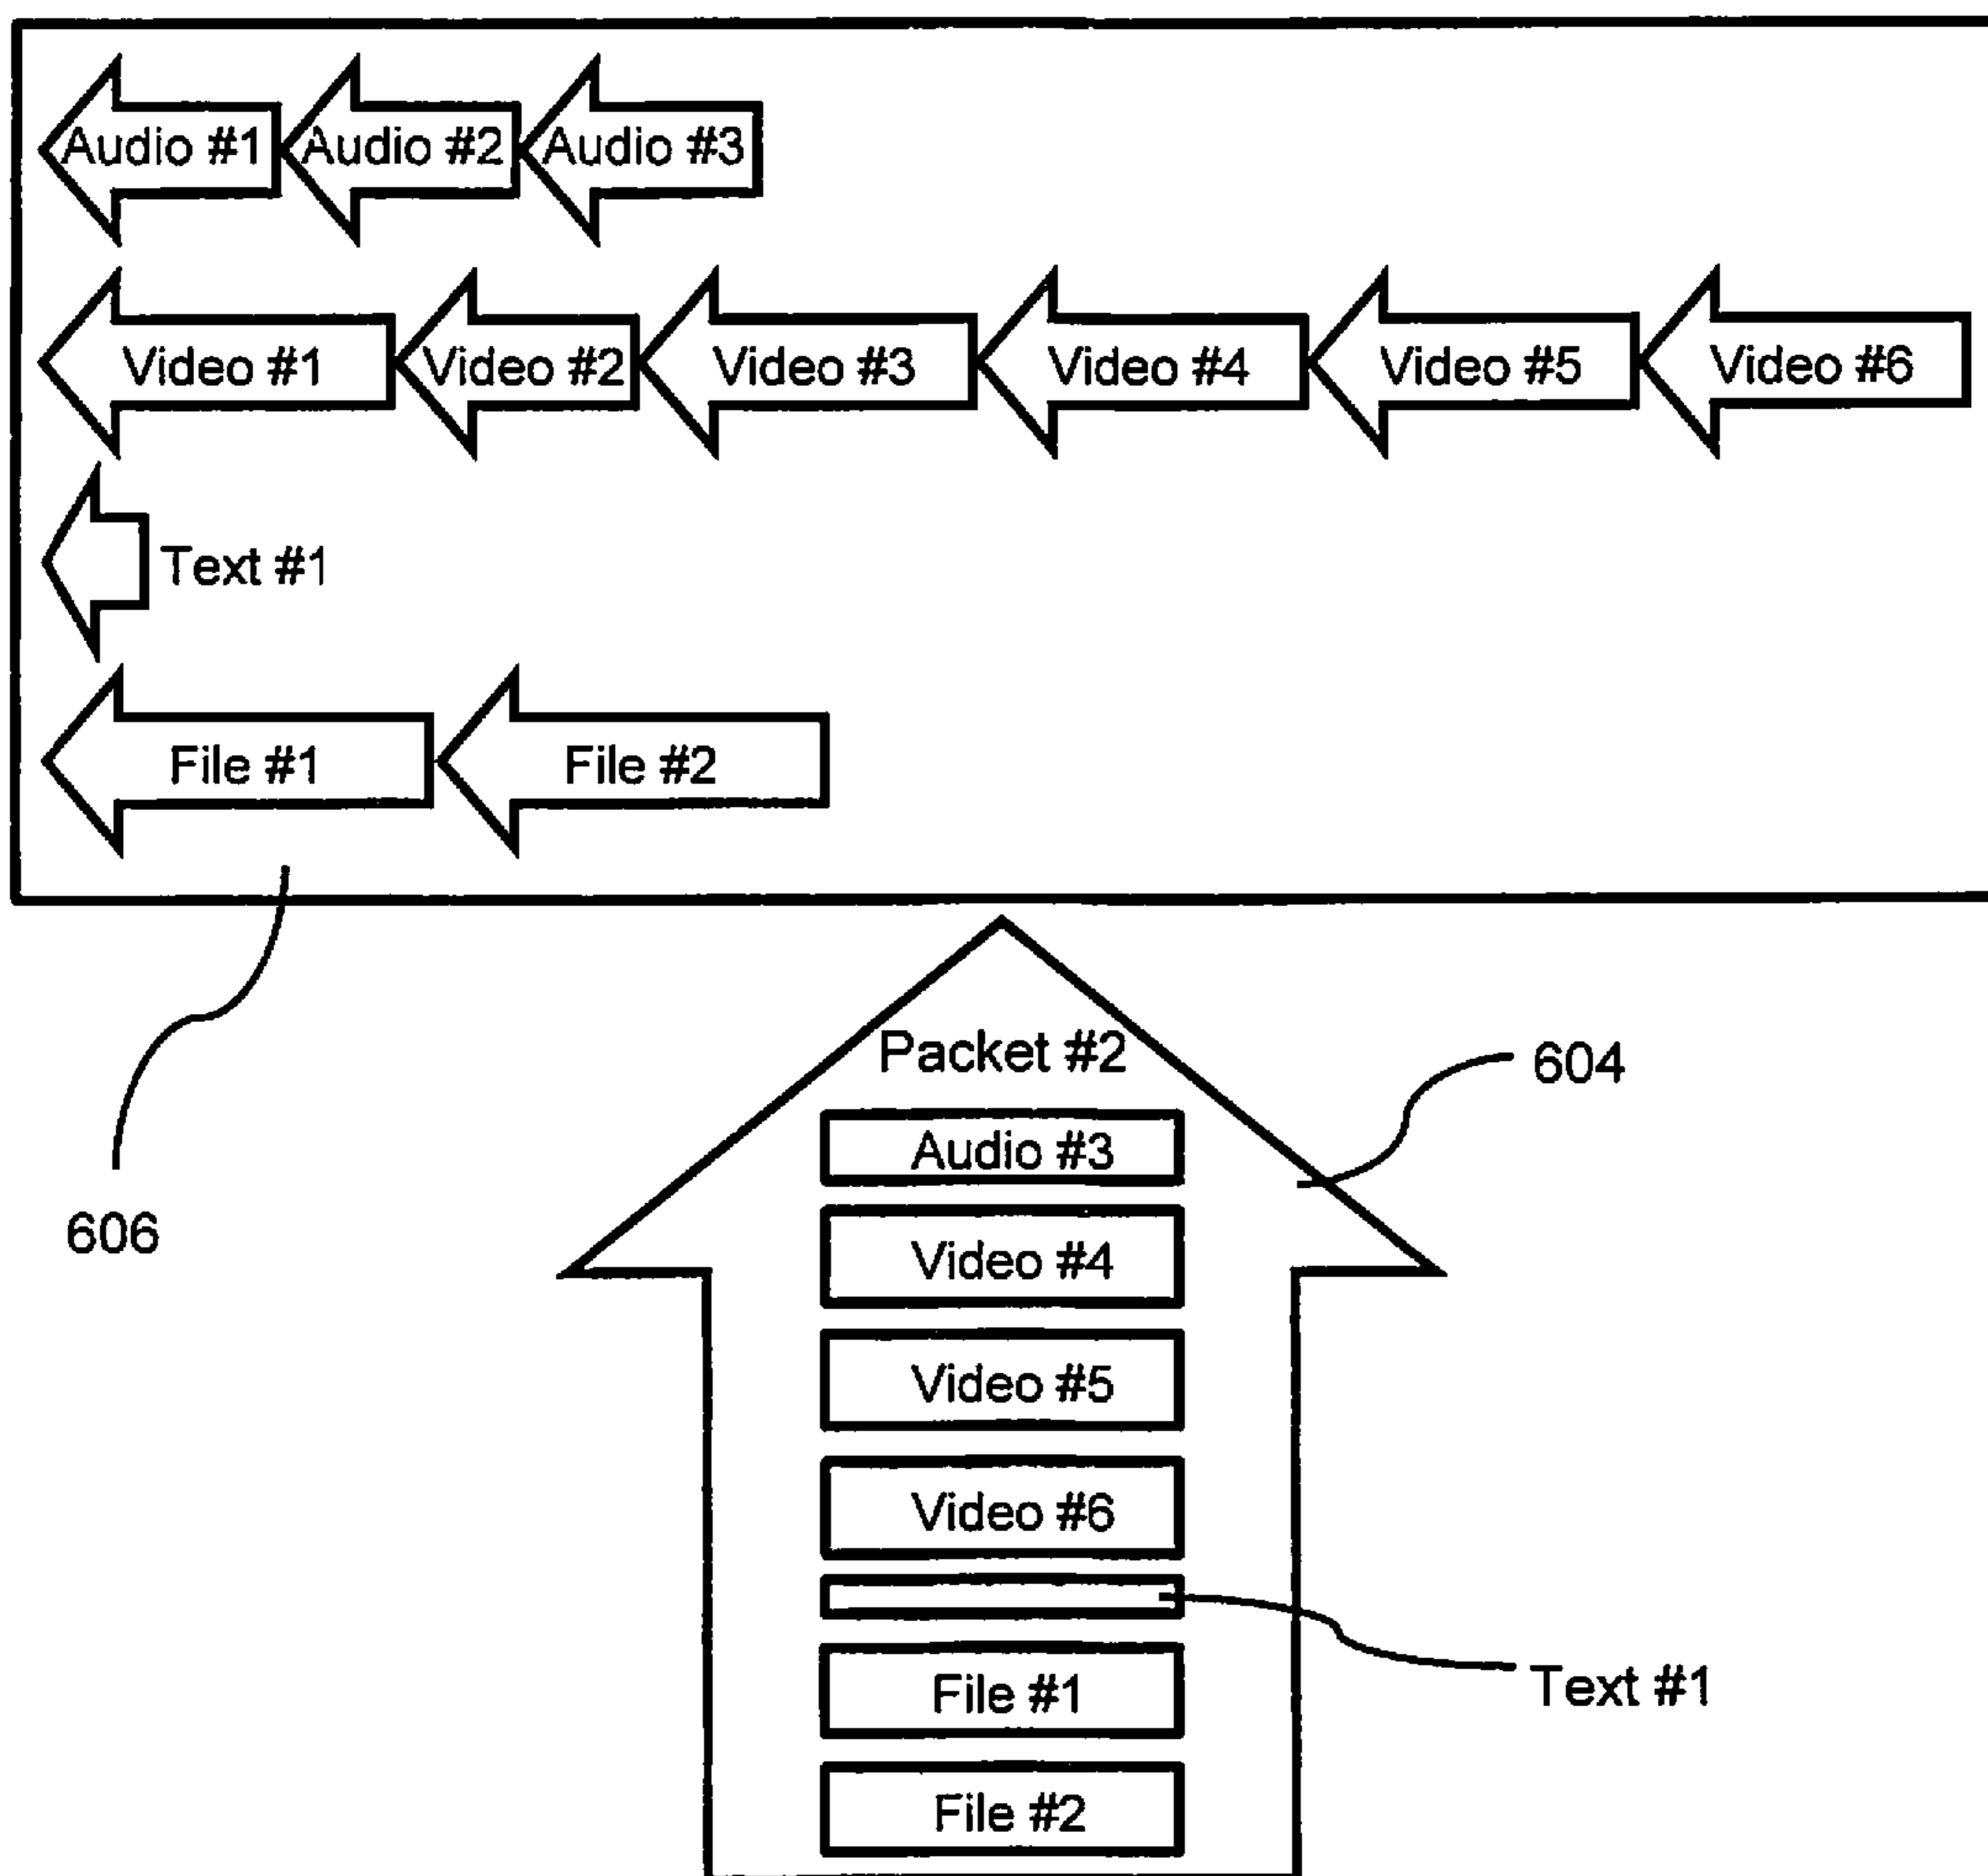 Audio #1 Audio #2 Audio #3
Video #1 Video #2 Video #3 Video #4 Video #5 Video #6
Text #1
File #1 File #2
Packet #2
604
Audio #3
606
Video #4
Video #5
Video #6
Text #1
File #1
File #2